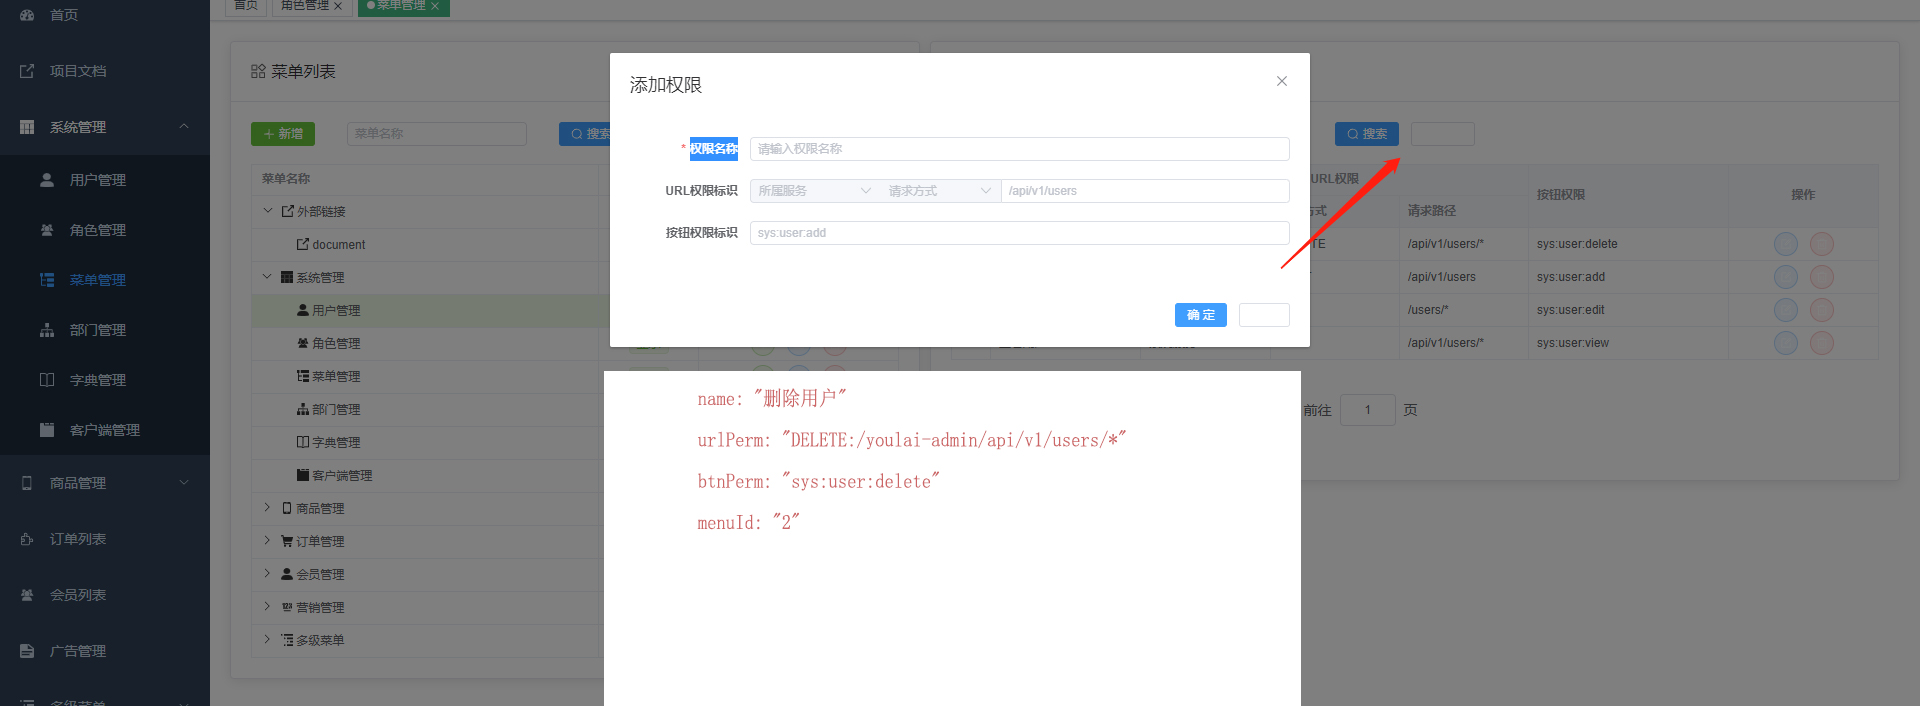 首页
角色管理 ×
菜单管理 ×
首页
项目文档
系统管理
用户管理
角色管理
菜单管理
部门管理
字典管理
客户端管理
商品管理
订单列表
会员列表
广告管理
多级菜单
菜单列表
+ 新增
菜单名称
搜索
菜单名称
外部链接
document
系统管理
用户管理
角色管理
菜单管理
部门管理
字典管理
客户端管理
商品管理
订单管理
会员管理
营销管理
多级菜单
添加权限
* 权限名称
请输入权限名称
URL权限标识
所属服务
请求方式
/api/v1/users
按钮权限标识
sys:user:add
确 定
搜索
URL权限
按钮权限
操作
请求路径
/api/v1/users/*
sys:user:delete
/api/v1/users
sys:user:add
/users/*
sys:user:edit
/api/v1/users/*
sys:user:view
前往 1 页
name: "删除用户"
urlPerm: "DELETE:/youlai-admin/api/v1/users/*"
btnPerm: "sys:user:delete"
menuId: "2"